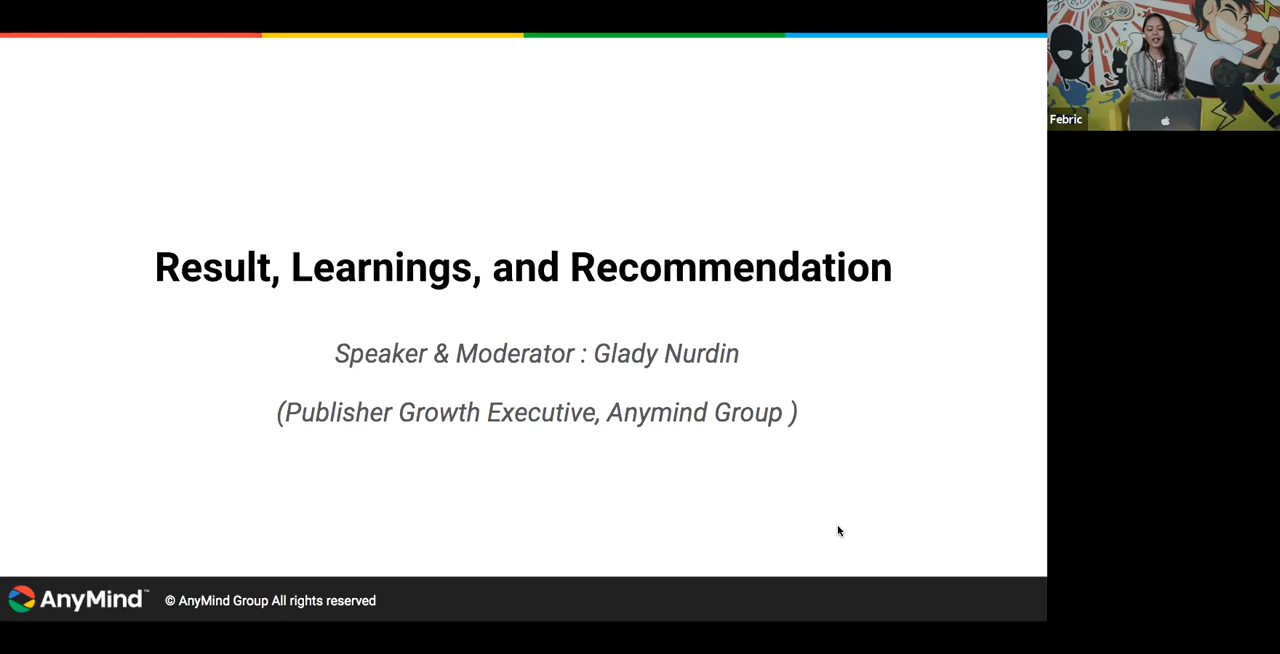 Result, Learnings, and Recommendation
Speaker & Moderator : Glady Nurdin
(Publisher Growth Executive, Anymind Group )
AnyMind™
© AnyMind Group All rights reserved
Febric